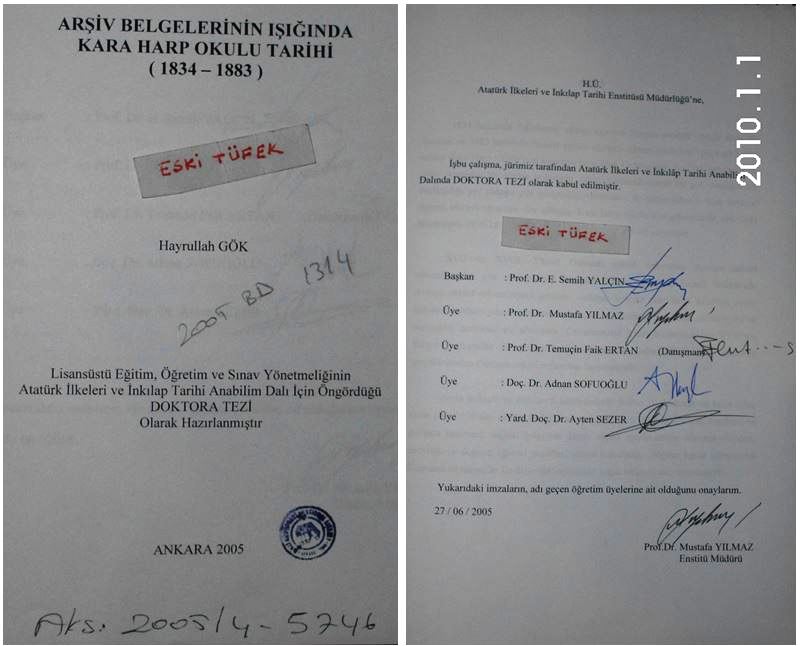 ARŞİV BELGELERİNİN IŞIĞINDA
KARA HARP OKULU TARİHİ
( 1834 – 1883 )
ESKİ TÜFEK
Hayrullah GÖK
2005 BD 1314
Lisansüstü Eğitim, Öğretim ve Sınav Yönetmeliğinin
Atatürk İlkeleri ve İnkılap Tarihi Anabilim Dalı İçin Öngördüğü
DOKTORA TEZİ
Olarak Hazırlanmıştır
ANKARA 2005
Aks: 2005/4-5746
2010.1.1
H.Ü.
Atatürk İlkeleri ve İnkılap Tarihi Enstitüsü Müdürlüğü'ne,
İşbu çalışma, jürimiz tarafından Atatürk İlkeleri ve İnkılâp Tarihi Anabilim
Dalında DOKTORA TEZİ olarak kabul edilmiştir.
ESKİ TÜFEK
Başkan : Prof. Dr. E. Semih YALÇIN
Üye : Prof. Dr. Mustafa YILMAZ
Üye : Prof. Dr. Temuçin Faik ERTAN (Danışman)
Üye : Doç. Dr. Adnan SOFUOĞLU
Üye : Yard. Doç. Dr. Ayten SEZER
Yukarıdaki imzaların, adı geçen öğretim üyelerine ait olduğunu onaylarım.
27 / 06 / 2005
Prof.Dr. Mustafa YILMAZ
Enstitü Müdürü